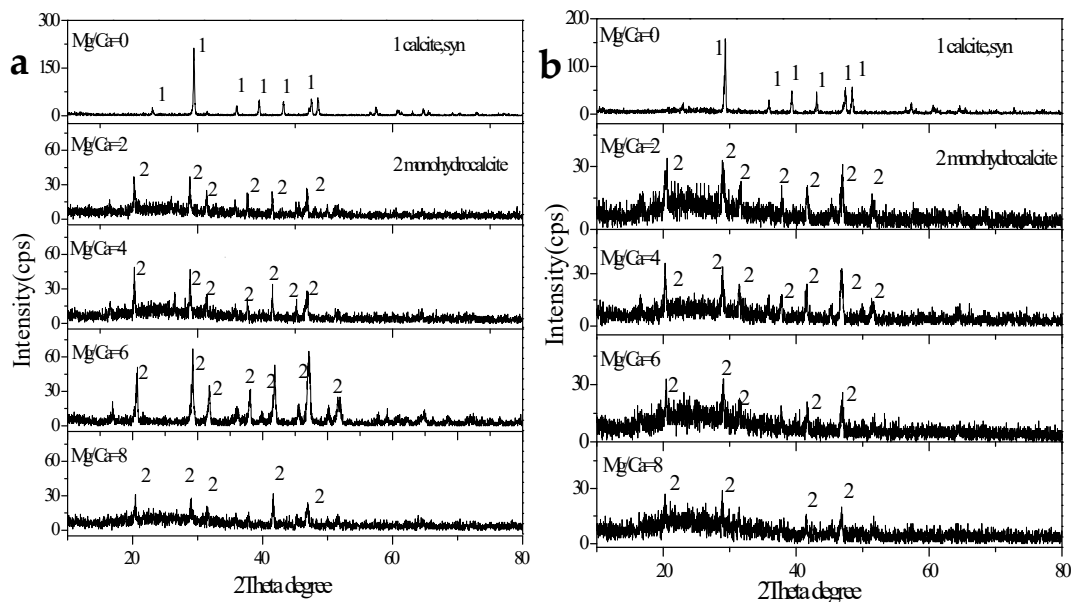 a
Intensity(cps)
300
150
0
Mg/Ca=0
1 calcite,syn
1 1 1 1 1 1
60
30
0
Mg/Ca=2
2 monohydrocalcite
2 2 2 2 2 2
60
30
0
Mg/Ca=4
2 2 2 2 2 2 2
60
30
0
Mg/Ca=6
2 2 2 2 2 2 2
60
30
0
Mg/Ca=8
2 2 2 2 2
20 40 60 80
2Theta degree
b
Intensity(cps)
200
100
0
Mg/Ca=0
1 calcite,syn
1 1 1 1 1 1
30
0
Mg/Ca=2
2 monohydrocalcite
2 2 2 2 2 2 2
30
0
Mg/Ca=4
2 2 2 2 2 2 2
30
0
Mg/Ca=6
2 2 2 2 2
30
0
Mg/Ca=8
2 2 2 2
20 40 60 80
2Theta degree